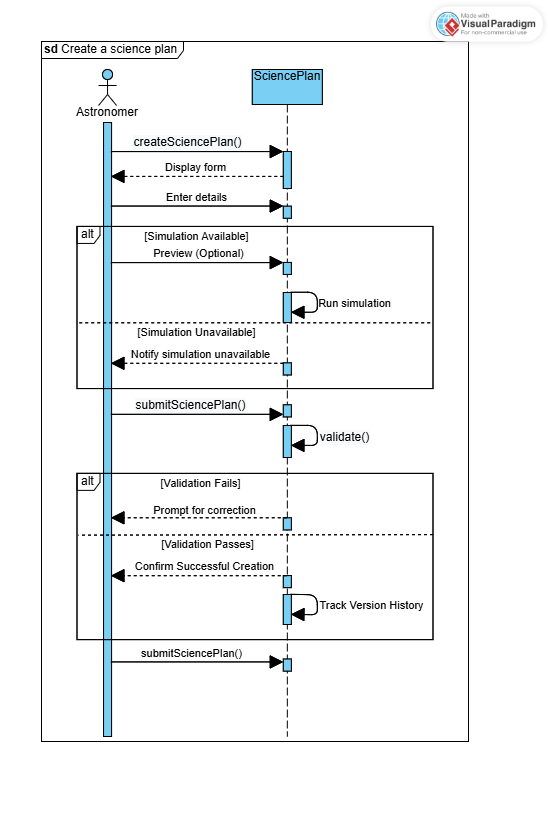 Made with
VisualParadigm
For non-commercial use
sd Create a science plan
SciencePlan
Astronomer
createSciencePlan()
Display form
Enter details
alt
[Simulation Available]
Preview (Optional)
Run simulation
[Simulation Unavailable]
Notify simulation unavailable
submitSciencePlan()
validate()
alt
[Validation Fails]
Prompt for correction
[Validation Passes]
Confirm Successful Creation
Track Version History
submitSciencePlan()